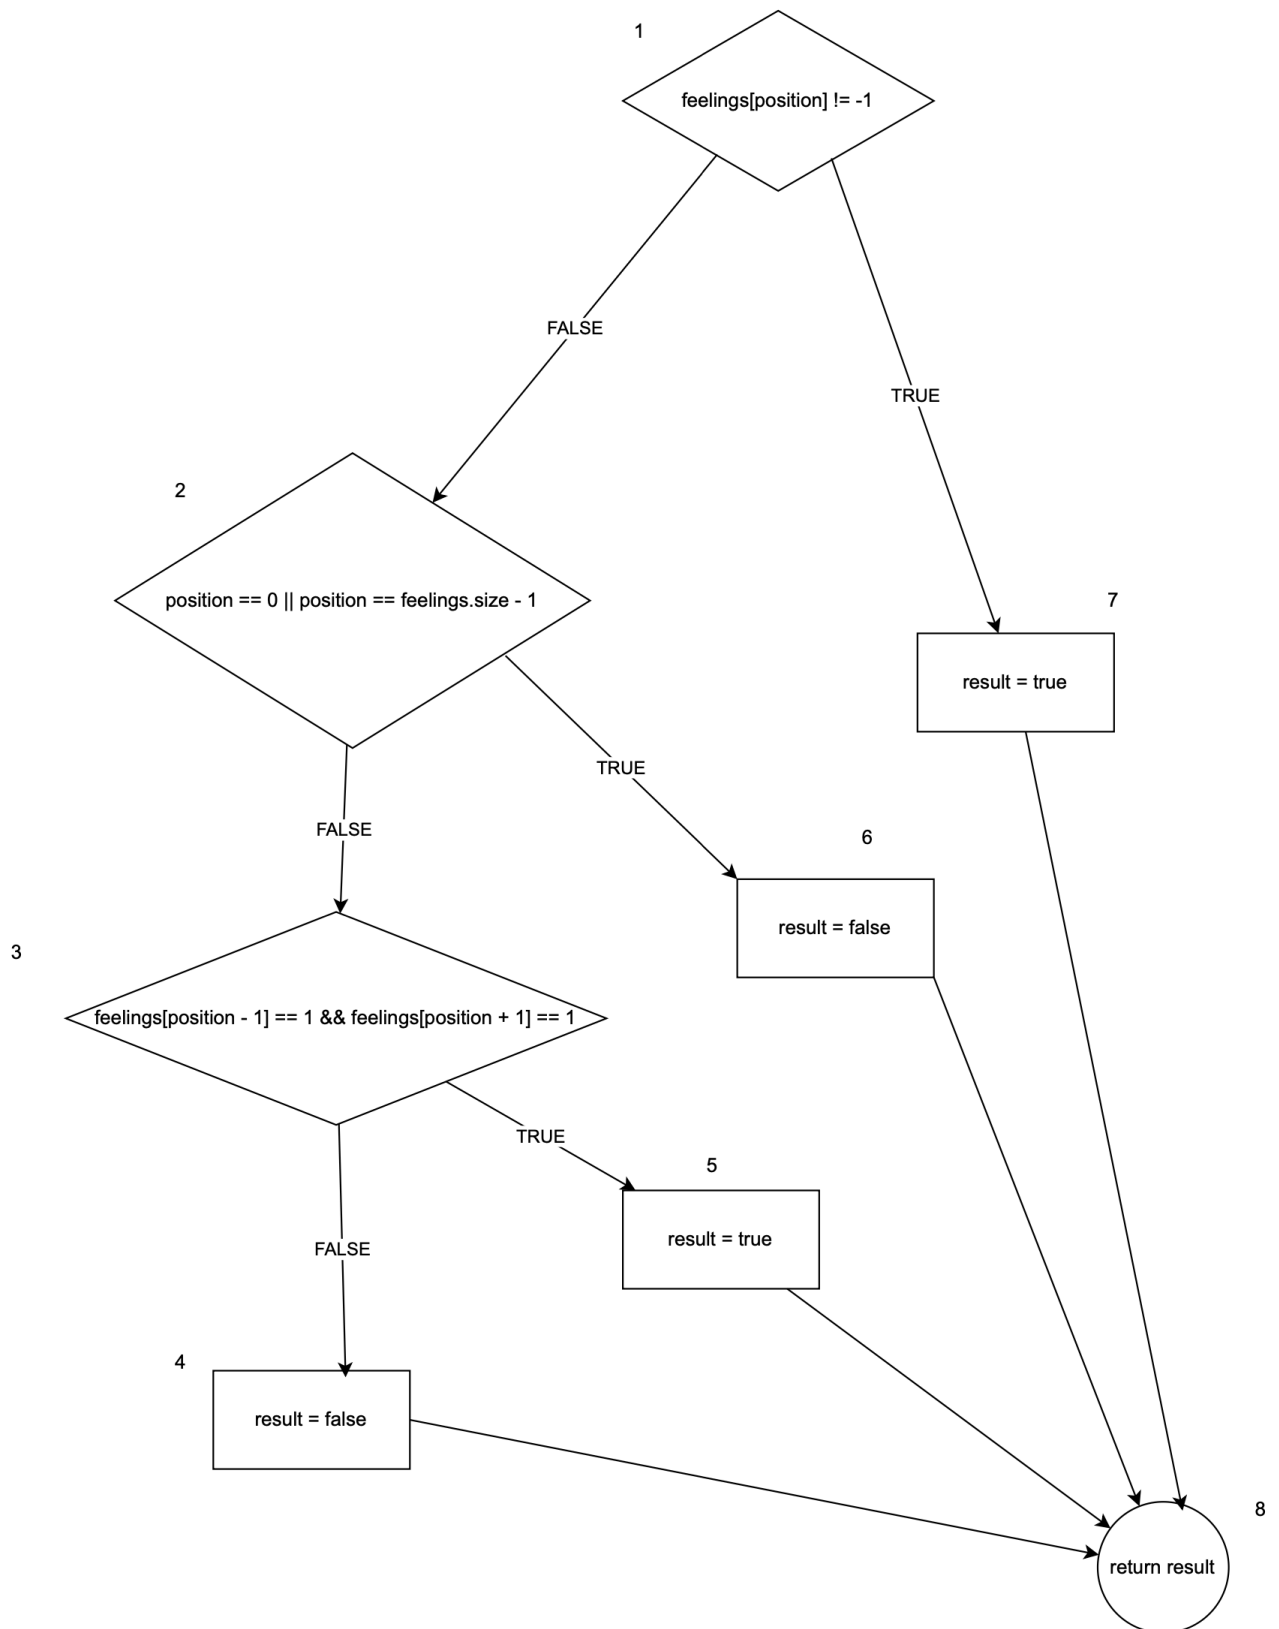 1
feelings[position] != -1
FALSE
TRUE
2
position == 0 || position == feelings.size - 1
7
result = true
TRUE
FALSE
6
result = false
3
feelings[position - 1] == 1 && feelings[position + 1] == 1
TRUE
5
result = true
FALSE
4
result = false
8
return result